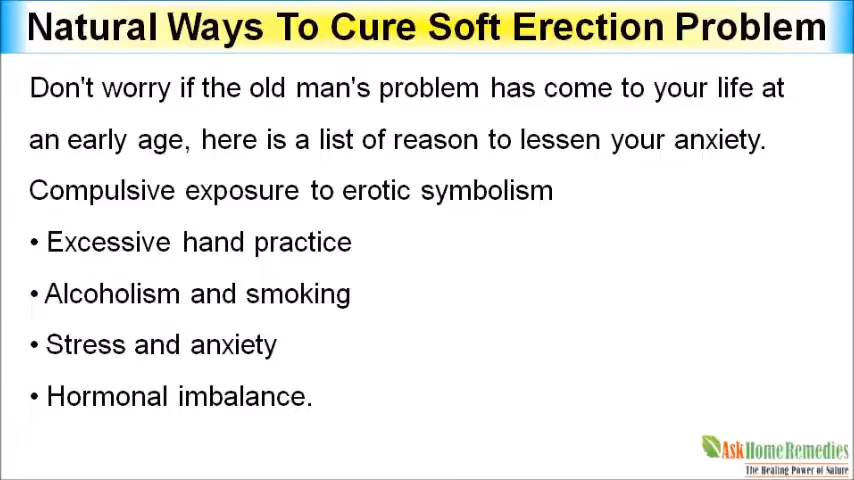 Natural Ways To Cure Soft Erection Problem
Don't worry if the old man's problem has come to your life at
an early age, here is a list of reason to lessen your anxiety.
Compulsive exposure to erotic symbolism
• Excessive hand practice
• Alcoholism and smoking
• Stress and anxiety
• Hormonal imbalance.
AskHomeRemedies
The Healing Power of Nature